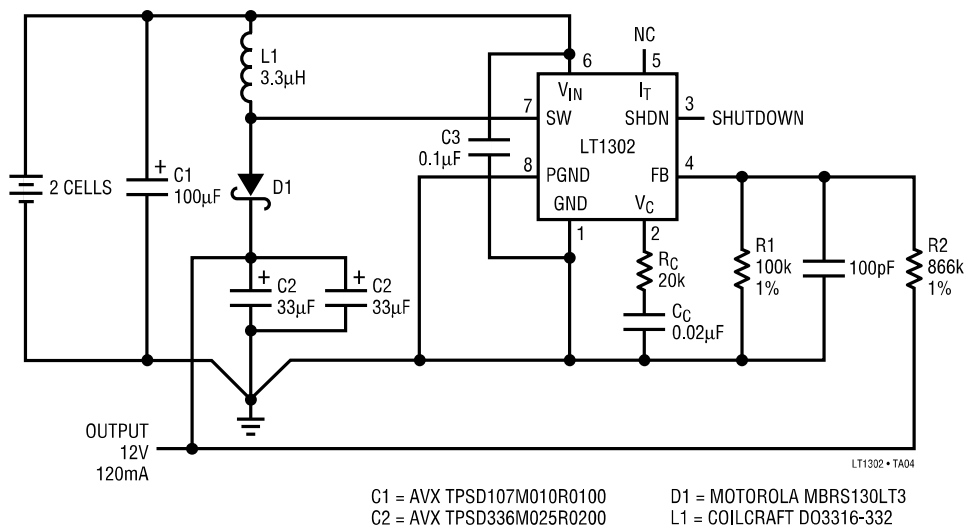 NC
L1
3.3µH
6
5
VIN
IT
7
SW
SHDN
3
SHUTDOWN
C3
0.1µF
LT1302
8
PGND
FB
4
2 CELLS
+
C1
100µF
D1
VC
GND
1
2
RC
20k
R1
100k
1%
100pF
R2
866k
1%
+
C2
33µF
+
C2
33µF
CC
0.02µF
OUTPUT
12V
120mA
LT1302 • TA04
C1 = AVX TPSD107M010R0100
C2 = AVX TPSD336M025R0200
D1 = MOTOROLA MBRS130LT3
L1 = COILCRAFT DO3316-332